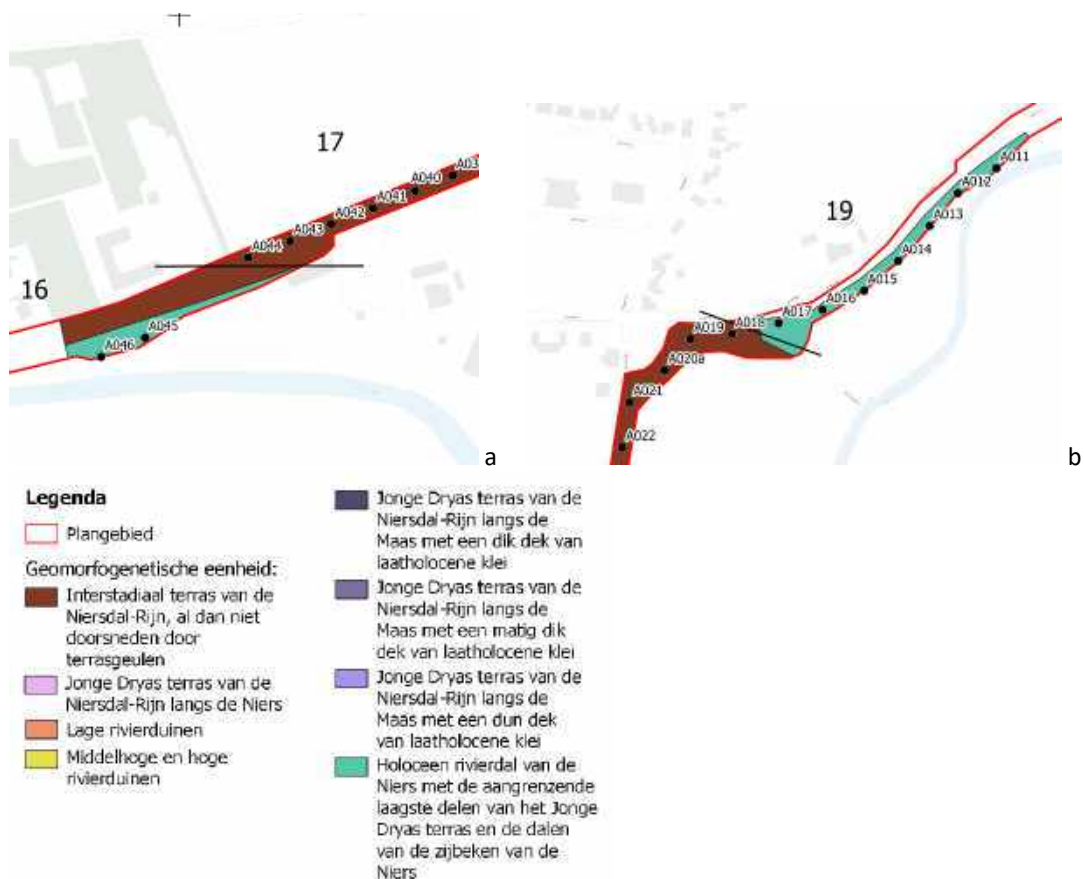 17
A03
A040
A041
A042
A043
A044
16
A045
A046
a
19
A011
A012
A013
A014
A015
A016
A017
A018
A019
A020a
A021
A022
b
Legenda
Plangebied
Geomorfogenetische eenheid:
Interstadiaal terras van de
Niersdal-Rijn, al dan niet
doorsneden door
terrasgeulen
Jonge Dryas terras van de
Niersdal-Rijn langs de Niers
Lage rivierduinen
Middelhoge en hoge
rivierduinen
Jonge Dryas terras van de
Niersdal-Rijn langs de
Maas met een dik dek van
laatholocene klei
Jonge Dryas terras van de
Niersdal-Rijn langs de
Maas met een matig dik
dek van laatholocene klei
Jonge Dryas terras van de
Niersdal-Rijn langs de
Maas met een dun dek
van laatholocene klei
Holoceen rivierdal van de
Niers met de aangrenzende
laagste delen van het Jonge
Dryas terras en de dalen
van de zijbeken van de
Niers